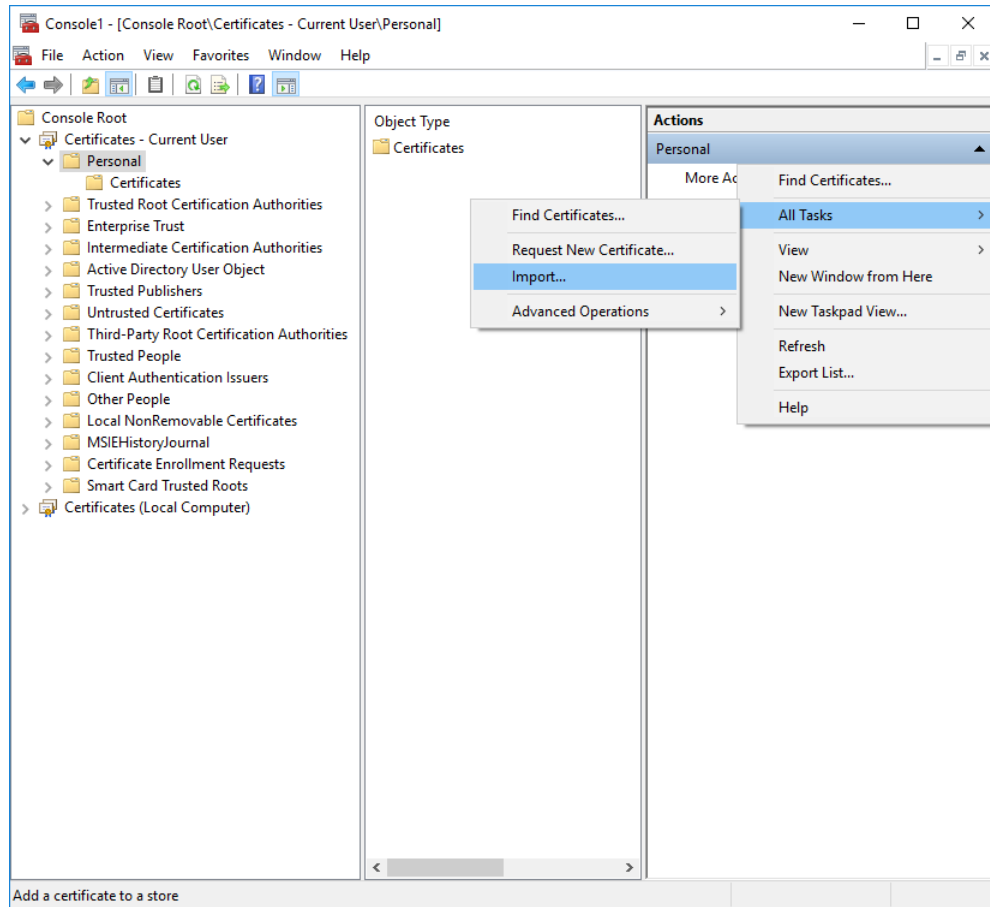 Console1 - [Console Root\Certificates - Current User\Personal]
File Action View Favorites Window Help
Console Root
Certificates - Current User
Personal
Certificates
Trusted Root Certification Authorities
Enterprise Trust
Intermediate Certification Authorities
Active Directory User Object
Trusted Publishers
Untrusted Certificates
Third-Party Root Certification Authorities
Trusted People
Client Authentication Issuers
Other People
Local NonRemovable Certificates
MSIEHistoryJournal
Certificate Enrollment Requests
Smart Card Trusted Roots
Certificates (Local Computer)
Object Type
Certificates
Actions
Personal
More Ac
Find Certificates...
All Tasks
View
New Window from Here
New Taskpad View...
Refresh
Export List...
Help
Find Certificates...
Request New Certificate...
Import...
Advanced Operations
Add a certificate to a store